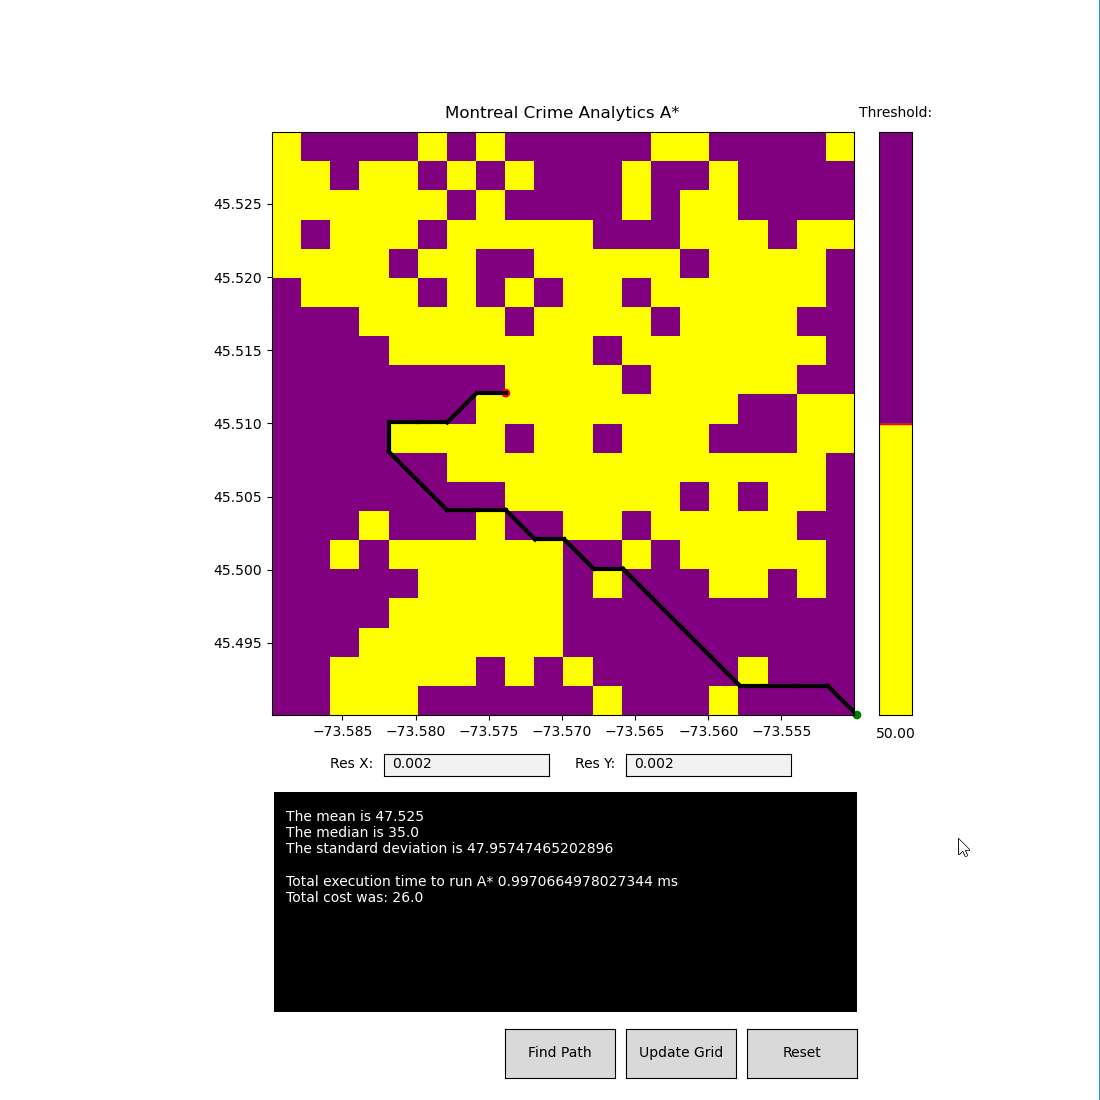 Montreal Crime Analytics A*
Threshold:
45.525
45.520
45.515
45.510
45.505
45.500
45.495
−73.585 −73.580 −73.575 −73.570 −73.565 −73.560 −73.555
50.00
Res X: 0.002 Res Y: 0.002
The mean is 47.525
The median is 35.0
The standard deviation is 47.95747465202896
Total execution time to run A* 0.9970664978027344 ms
Total cost was: 26.0
Find Path Update Grid Reset